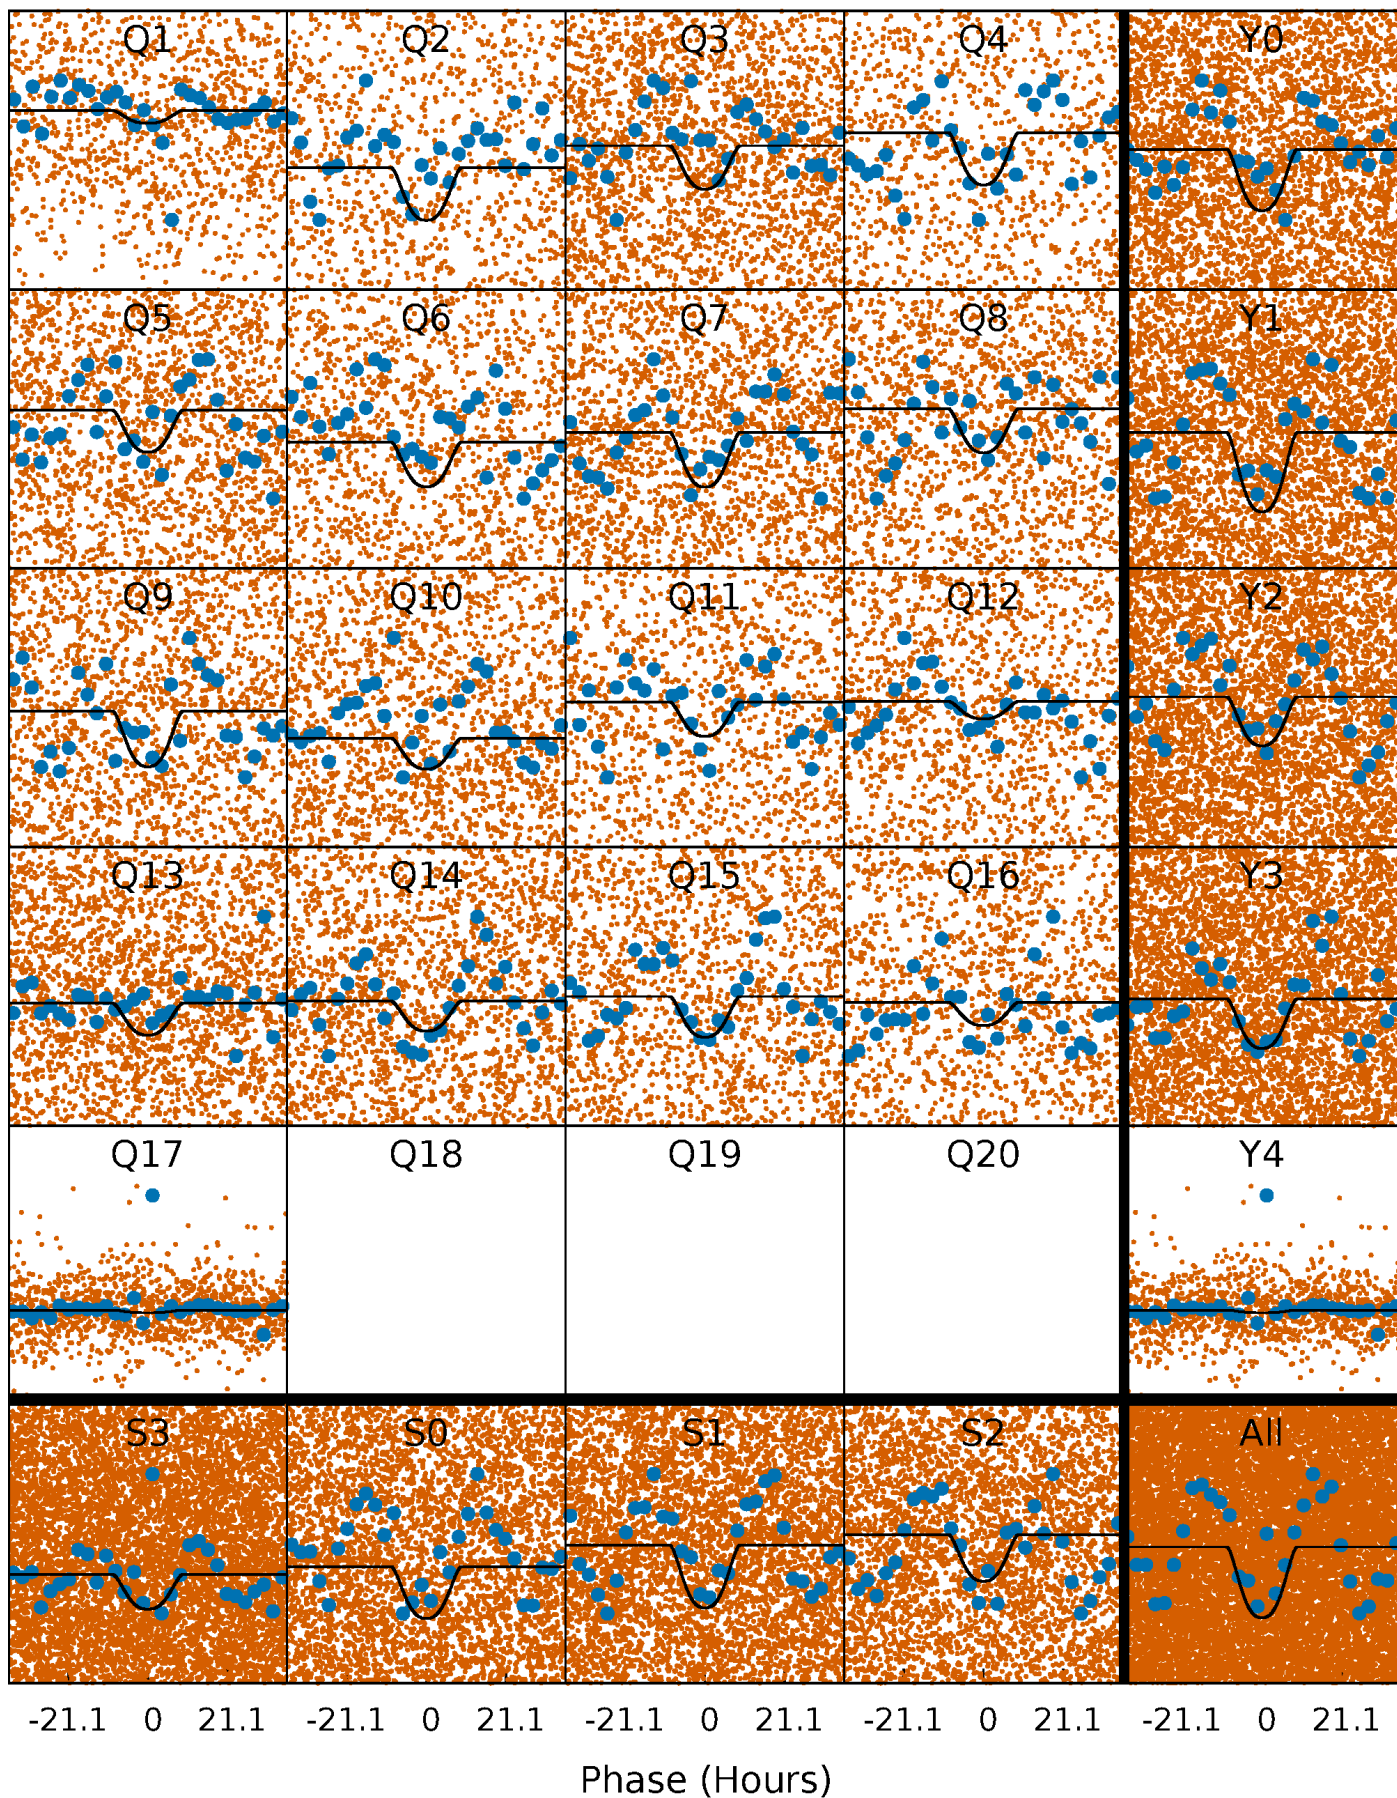 Q1 Q2 Q3 Q4 Y0
Q5 Q6 Q7 Q8 Y1
Q9 Q10 Q11 Q12 Y2
Q13 Q14 Q15 Q16 Y3
Q17 Q18 Q19 Q20 Y4
S3 S0 S1 S2 All
-21.1 0 21.1 -21.1 0 21.1 -21.1 0 21.1 -21.1 0 21.1 -21.1 0 21.1
Phase (Hours)